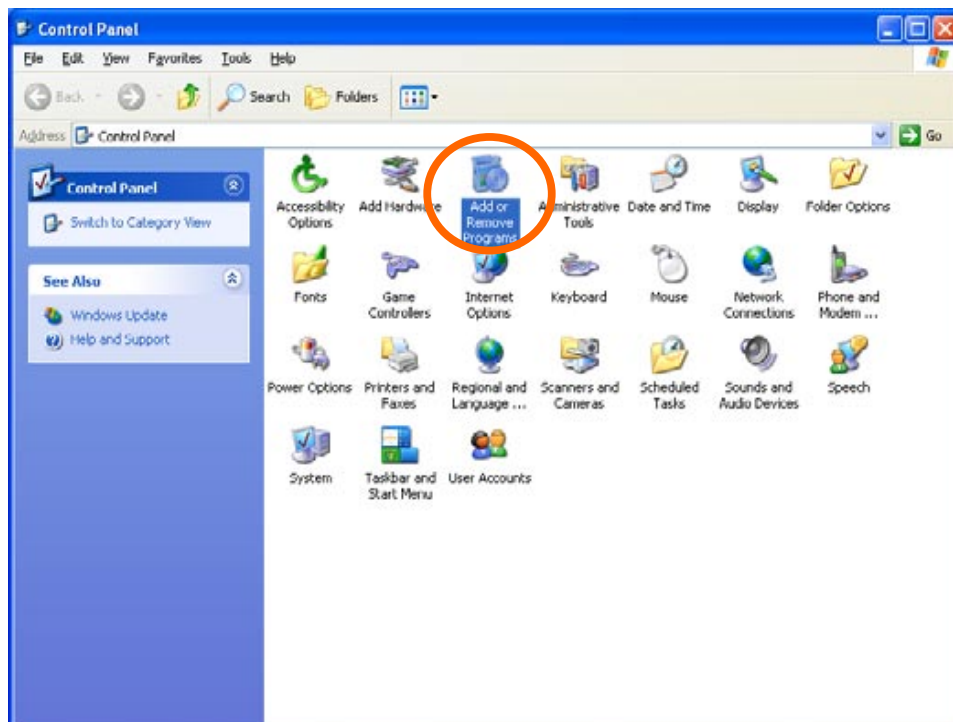 Control Panel
File Edit View Favorites Tools Help
Back Search Folders
Address Control Panel Go
Control Panel
Switch to Category View
See Also
Windows Update
Help and Support
Accessibility Options
Add Hardware
Add or Remove Programs
Administrative Tools
Date and Time
Display
Folder Options
Fonts
Game Controllers
Internet Options
Keyboard
Mouse
Network Connections
Phone and Modem ...
Power Options
Printers and Faxes
Regional and Language ...
Scanners and Cameras
Scheduled Tasks
Sounds and Audio Devices
Speech
System
Taskbar and Start Menu
User Accounts